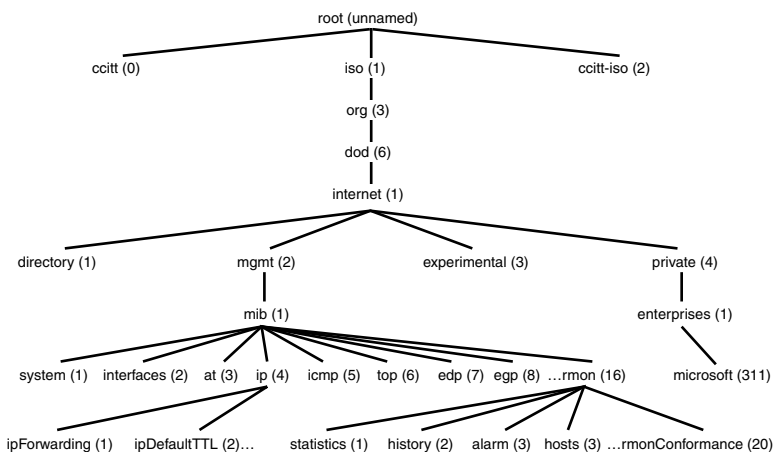 root (unnamed)
ccitt (0) iso (1) ccitt-iso (2)
org (3)
dod (6)
internet (1)
directory (1) mgmt (2) experimental (3) private (4)
mib (1) enterprises (1)
system (1) interfaces (2) at (3) ip (4) icmp (5) top (6) edp (7) egp (8) ...rmon (16) microsoft (311)
ipForwarding (1) ipDefaultTTL (2)... statistics (1) history (2) alarm (3) hosts (3) ...rmonConformance (20)